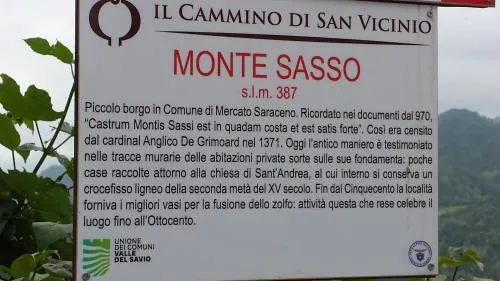 IL CAMMINO DI SAN VICINIO
MONTE SASSO
s.l.m. 387
Piccolo borgo in Comune di Mercato Saraceno. Ricordato nei documenti dal 970,
"Castrum Montis Sassi est in quadam costa et est satis forte". Così era censito
dal cardinal Anglico De Grimoard nel 1371. Oggi l'antico maniero è testimoniato
nelle tracce murarie delle abitazioni private sorte sulle sue fondamenta: poche
case raccolte attorno alla chiesa di Sant'Andrea, al cui interno si conserva un
crocefisso ligneo della seconda metà del XV secolo. Fin dal Cinquecento la località
forniva i migliori vasi per la fusione dello zolfo: attività questa che rese celebre il
luogo fino all'Ottocento.
UNIONE
DEI COMUNI
VALLE
DEL SAVIO